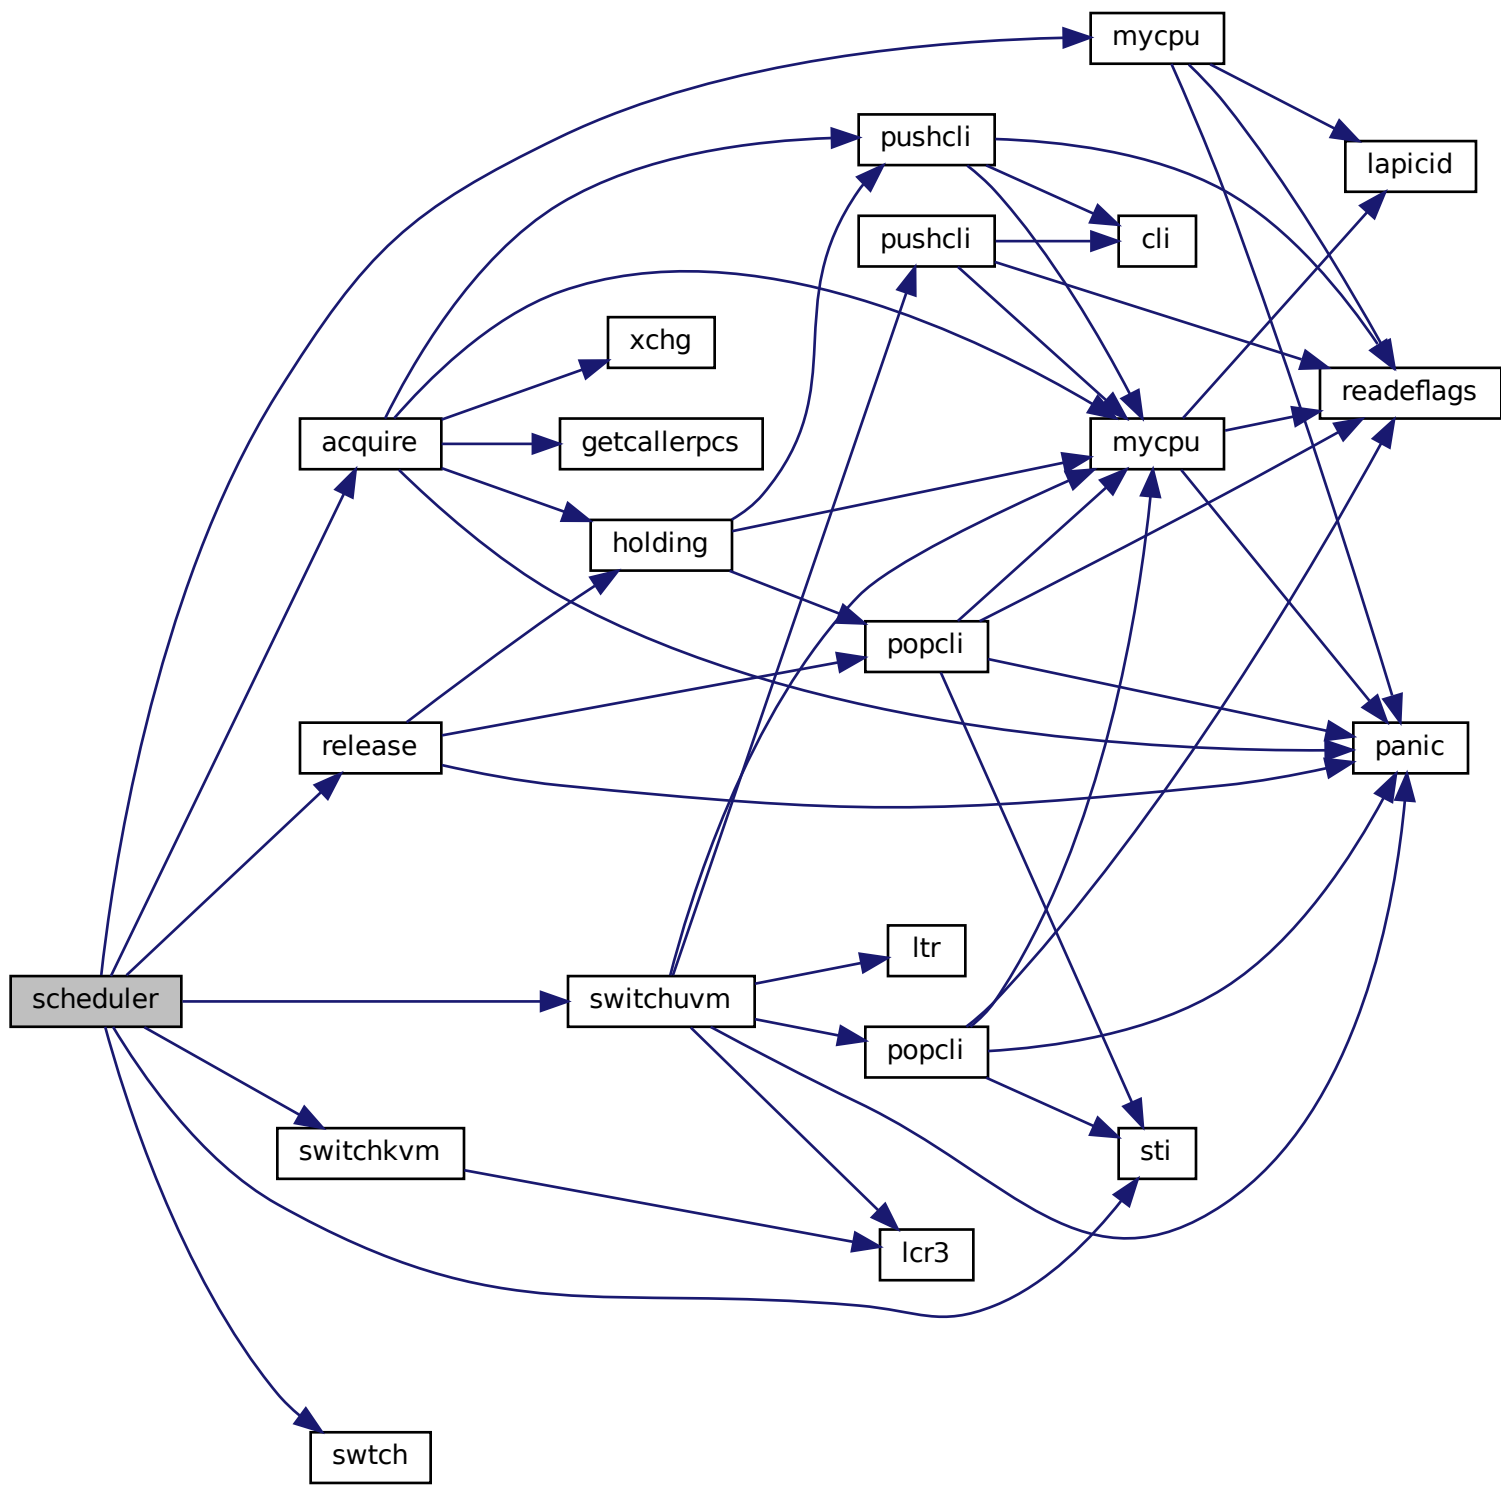 mycpu
pushcli
lapicid
pushcli
cli
xchg
readeflags
acquire
getcallerpcs
mycpu
holding
popcli
release
panic
ltr
scheduler
switchuvm
popcli
switchkvm
sti
lcr3
swtch